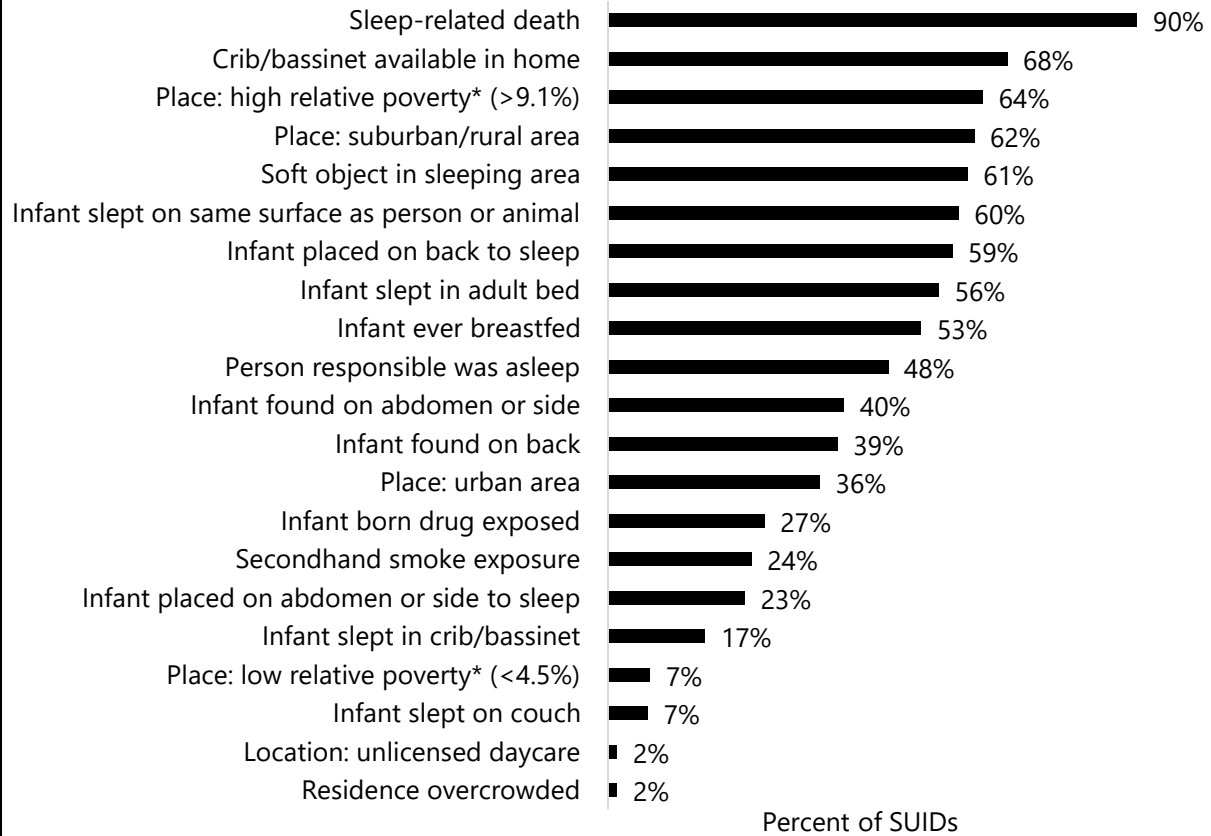 Sleep-related death 90%
Crib/bassinet available in home 68%
Place: high relative poverty* (>9.1%) 64%
Place: suburban/rural area 62%
Soft object in sleeping area 61%
Infant slept on same surface as person or animal 60%
Infant placed on back to sleep 59%
Infant slept in adult bed 56%
Infant ever breastfed 53%
Person responsible was asleep 48%
Infant found on abdomen or side 40%
Infant found on back 39%
Place: urban area 36%
Infant born drug exposed 27%
Secondhand smoke exposure 24%
Infant placed on abdomen or side to sleep 23%
Infant slept in crib/bassinet 17%
Place: low relative poverty* (<4.5%) 7%
Infant slept on couch 7%
Location: unlicensed daycare 2%
Residence overcrowded 2%
Percent of SUIDs